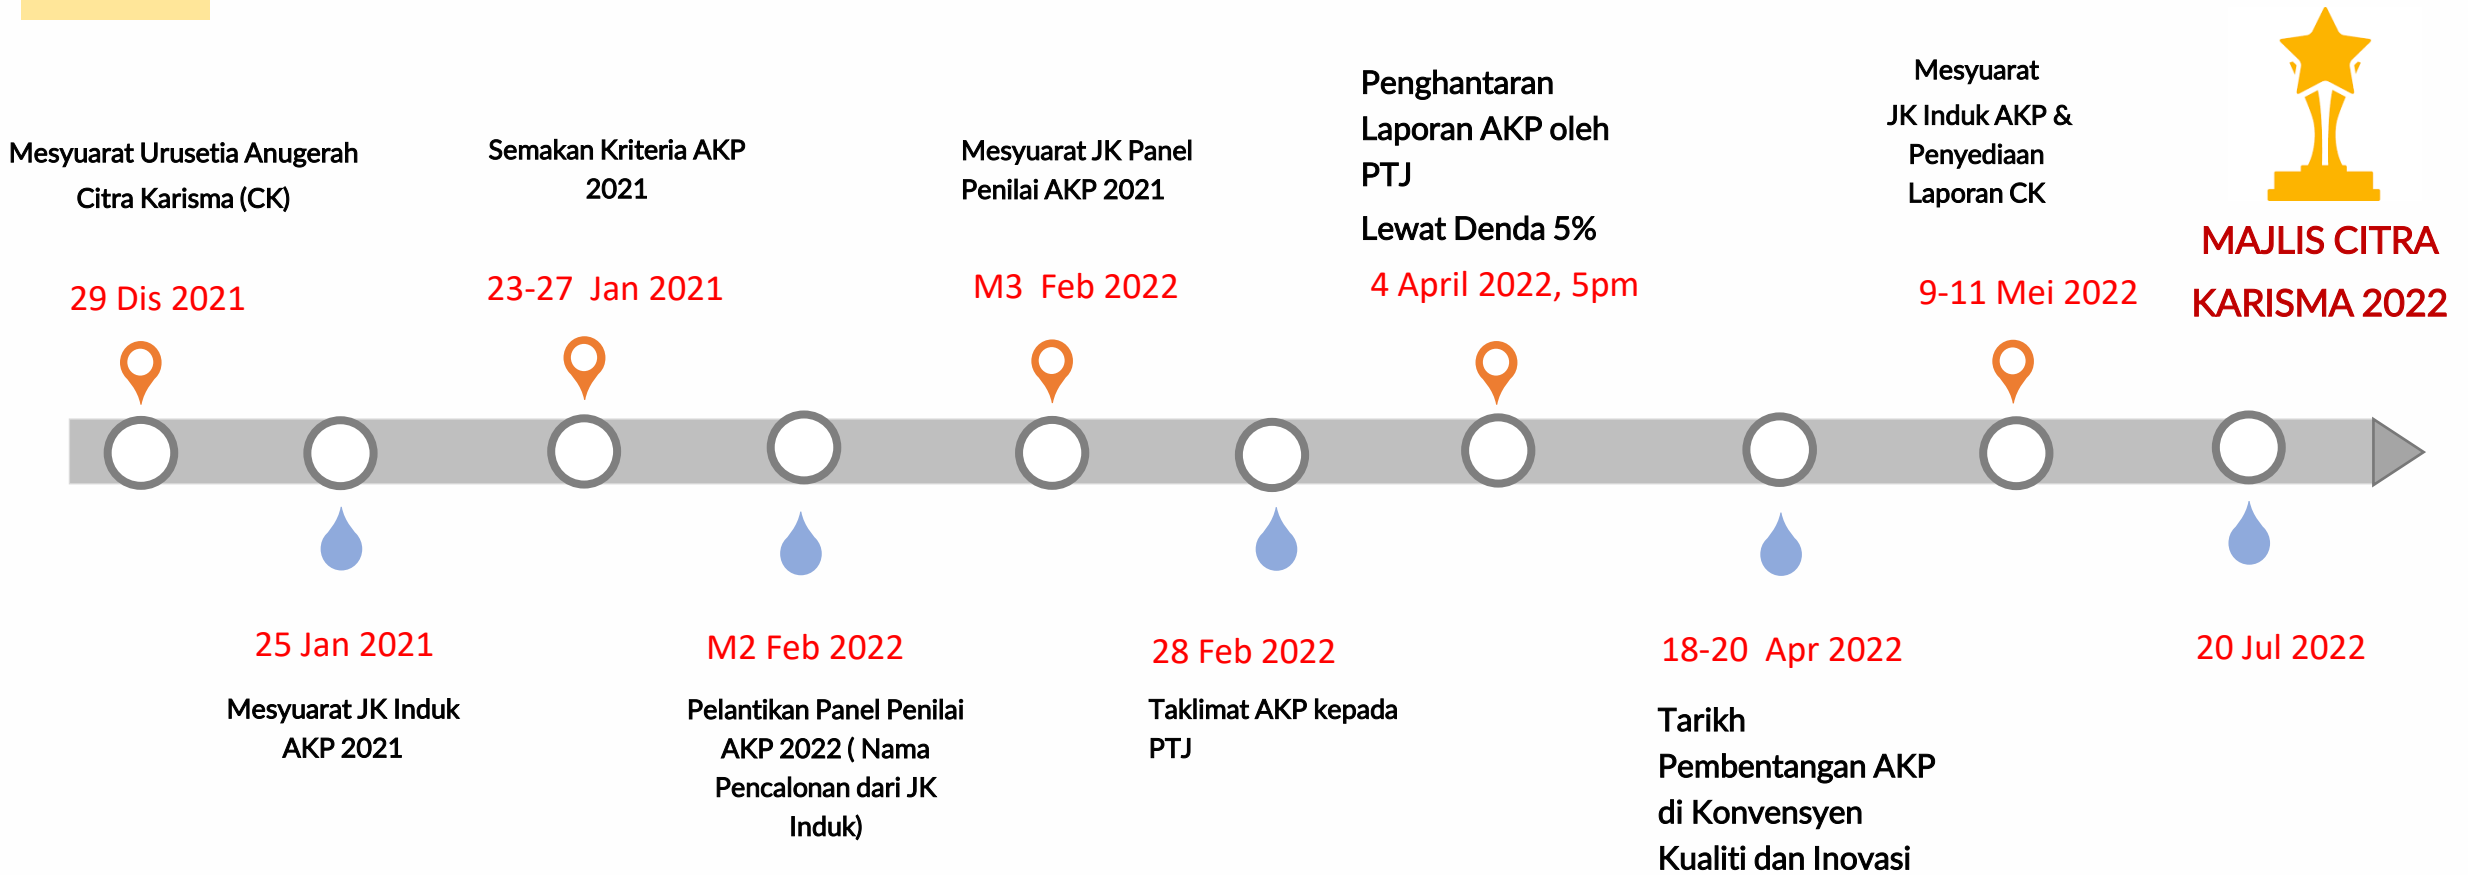 Mesyuarat Urusetia Anugerah
Citra Karisma (CK)
29 Dis 2021
25 Jan 2021
Mesyuarat JK Induk
AKP 2021
Semakan Kriteria AKP
2021
23-27 Jan 2021
M2 Feb 2022
Pelantikan Panel Penilai
AKP 2022 ( Nama
Pencalonan dari JK
Induk)
Mesyuarat JK Panel
Penilai AKP 2021
M3 Feb 2022
28 Feb 2022
Taklimat AKP kepada
PTJ
Penghantaran
Laporan AKP oleh
PTJ
Lewat Denda 5%
4 April 2022, 5pm
18-20 Apr 2022
Tarikh
Pembentangan AKP
di Konvensyen
Kualiti dan Inovasi
Mesyuarat
JK Induk AKP &
Penyediaan
Laporan CK
9-11 Mei 2022
MAJLIS CITRA
KARISMA 2022
20 Jul 2022